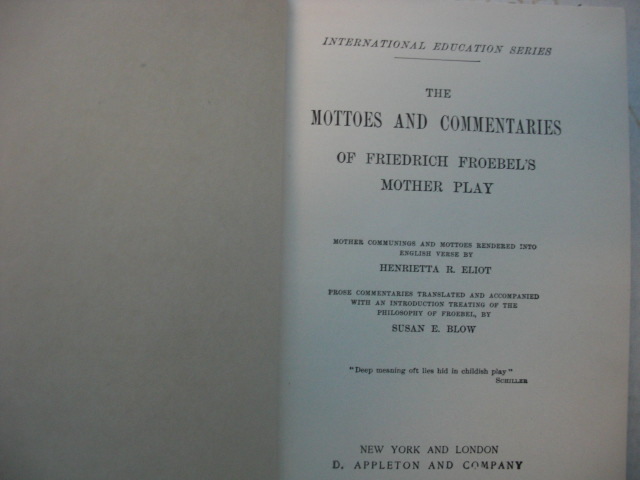 INTERNATIONAL EDUCATION SERIES
THE
MOTTOES AND COMMENTARIES
OF FRIEDRICH FROEBEL'S
MOTHER PLAY
MOTHER COMMUNINGS AND MOTTOES RENDERED INTO
ENGLISH VERSE BY
HENRIETTA R. ELIOT
PROSE COMMENTARIES TRANSLATED AND ACCOMPANIED
WITH AN INTRODUCTION TREATING OF THE
PHILOSOPHY OF FROEBEL, BY
SUSAN E. BLOW
"Deep meaning oft lies hid in childish play"
SCHILLER
NEW YORK AND LONDON
D. APPLETON AND COMPANY